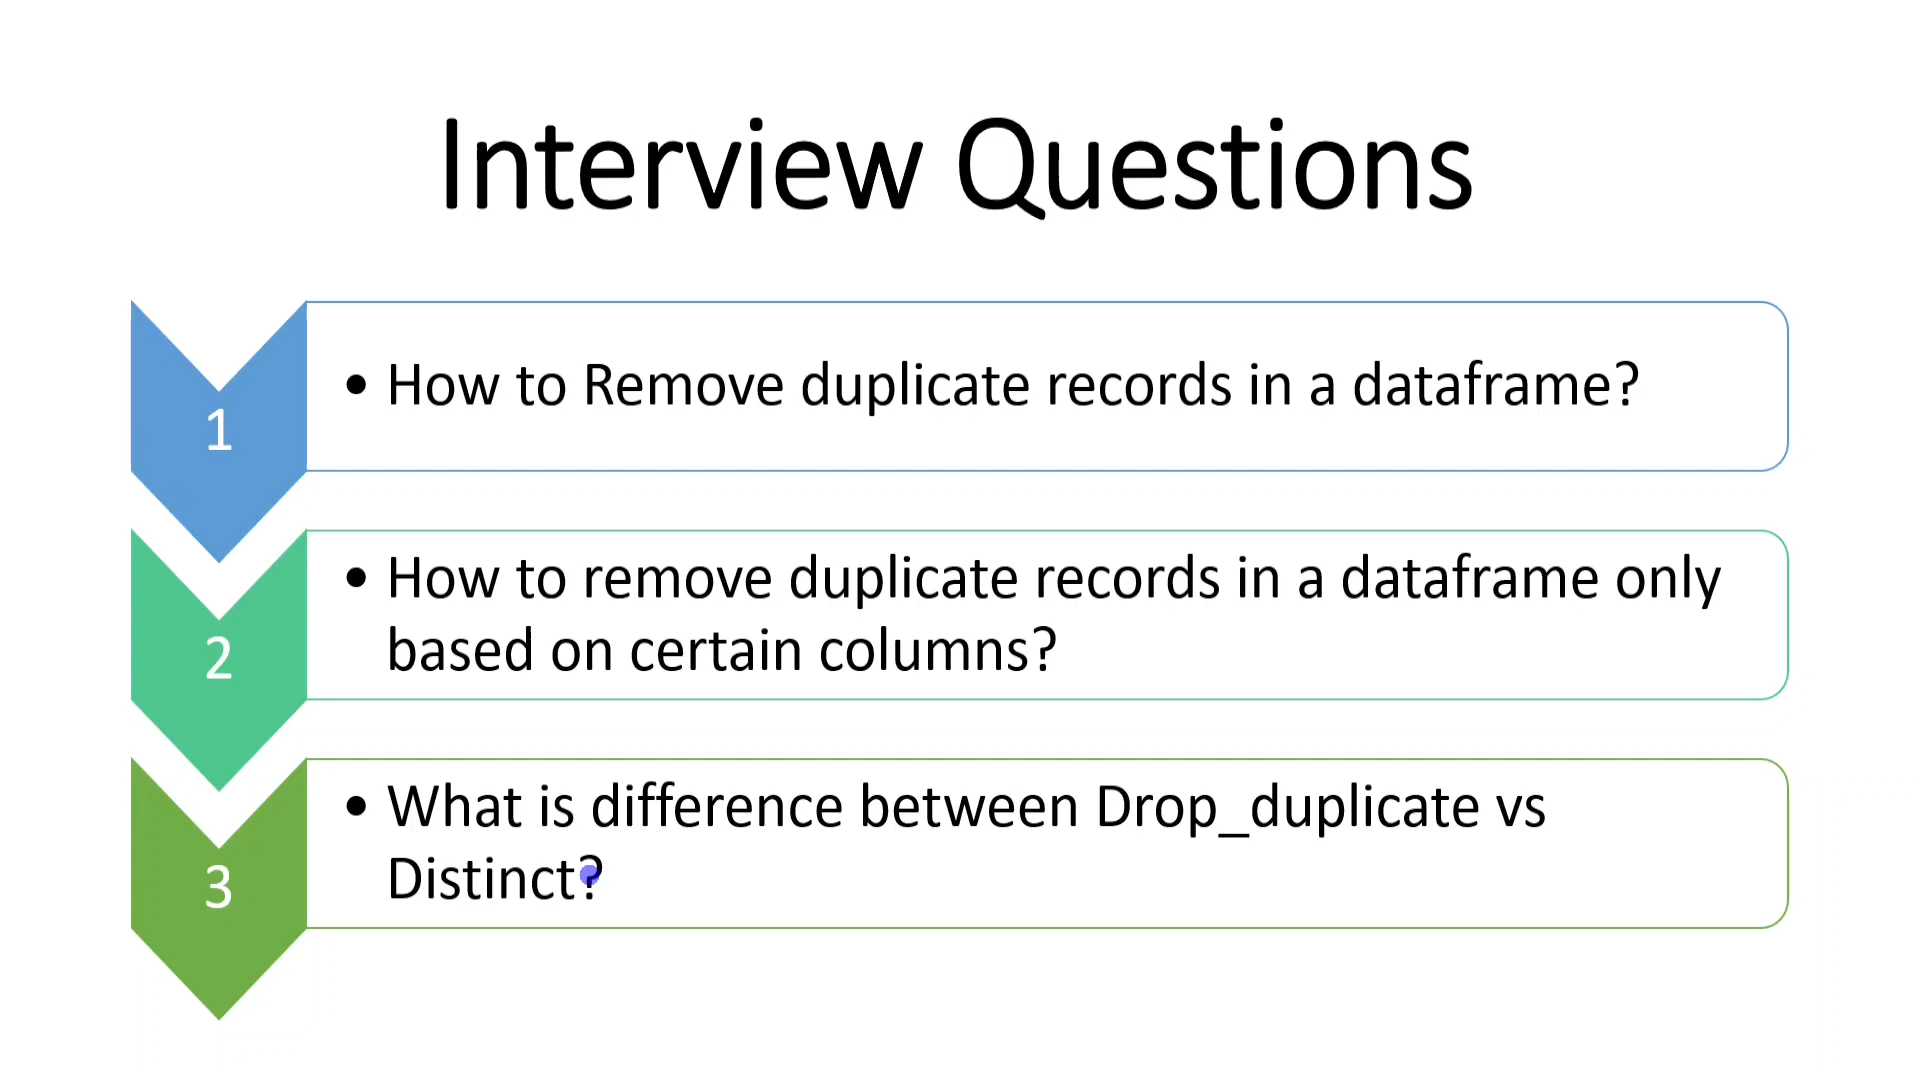 Interview Questions
1
• How to Remove duplicate records in a dataframe?
2
• How to remove duplicate records in a dataframe only
based on certain columns?
3
• What is difference between Drop_duplicate vs
Distinct?